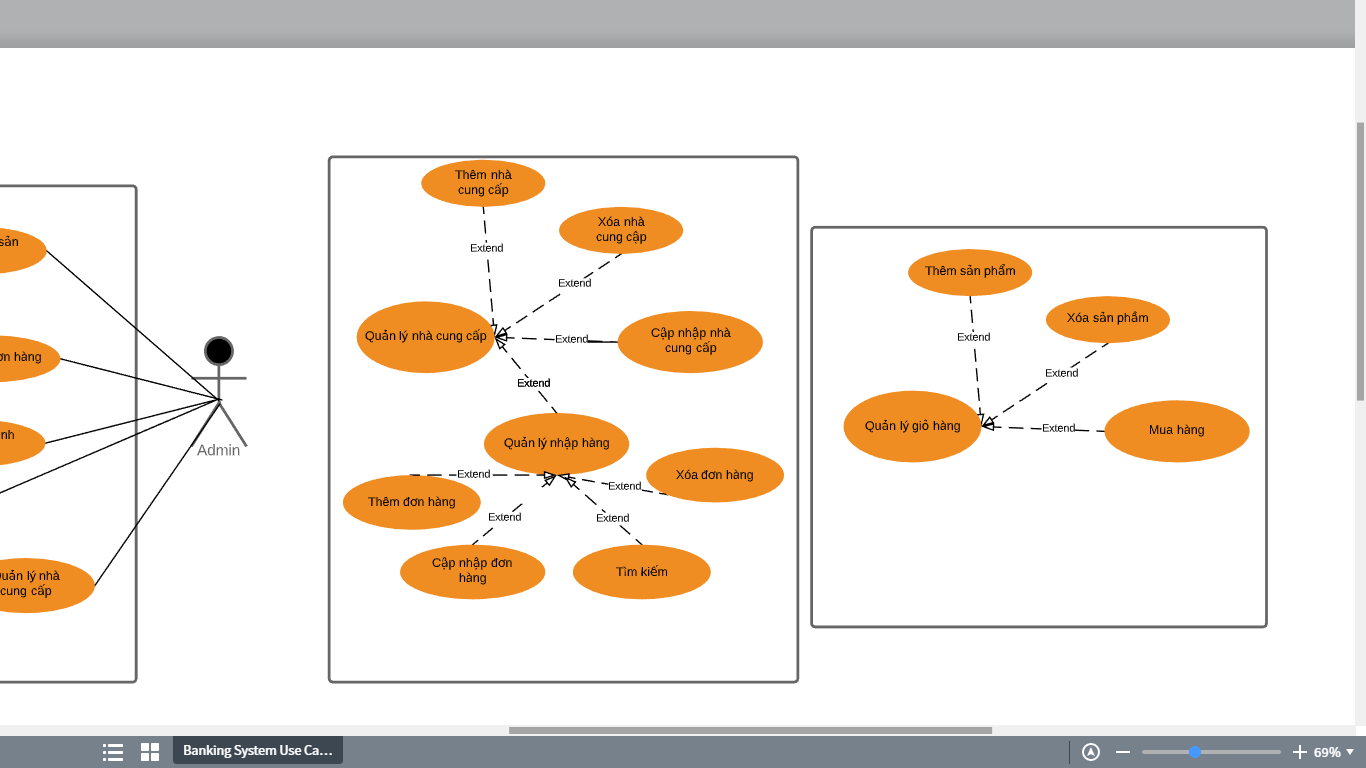 sản
ơn hàng
nh
uản lý nhà
cung cấp
Admin
Thêm nhà
cung cấp
Xóa nhà
cung cập
Extend
Extend
Quản lý nhà cung cấp
Extend
Cập nhập nhà
cung cấp
Extend
Quản lý nhập hàng
Extend
Thêm đơn hàng
Extend
Xóa đơn hàng
Extend
Extend
Cập nhập đơn
hàng
Tìm kiếm
Thêm sản phẩm
Xóa sản phầm
Extend
Extend
Quản lý giỏ hàng
Extend
Mua hàng
Banking System Use Ca...
69%